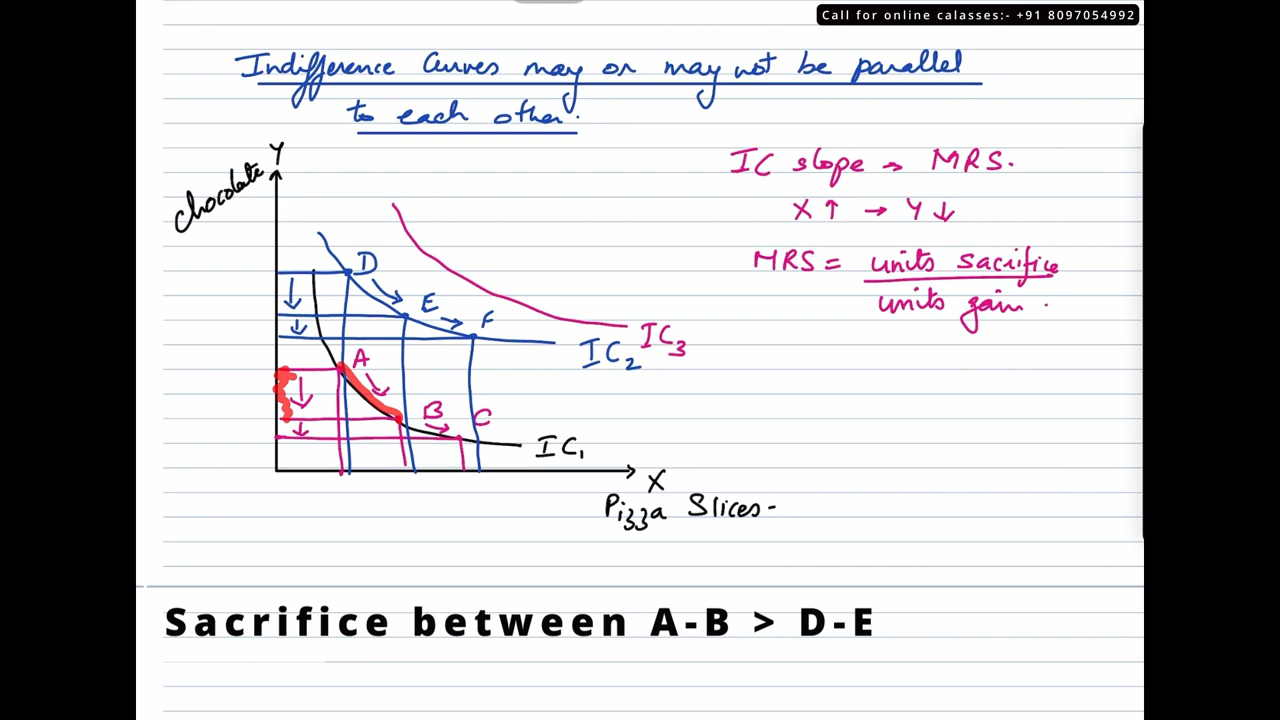 Call for online calasses:- +91 8097054992
Indifference Curves may or may not be parallel
to each other.
Y
chocolate
IC slope → MRS.
X ↑ → Y ↓
MRS = units sacrifice
units gain.
D
E
F
IC3
IC2
A
B
C
IC1
X
Pizza Slices-
Sacrifice between A-B > D-E